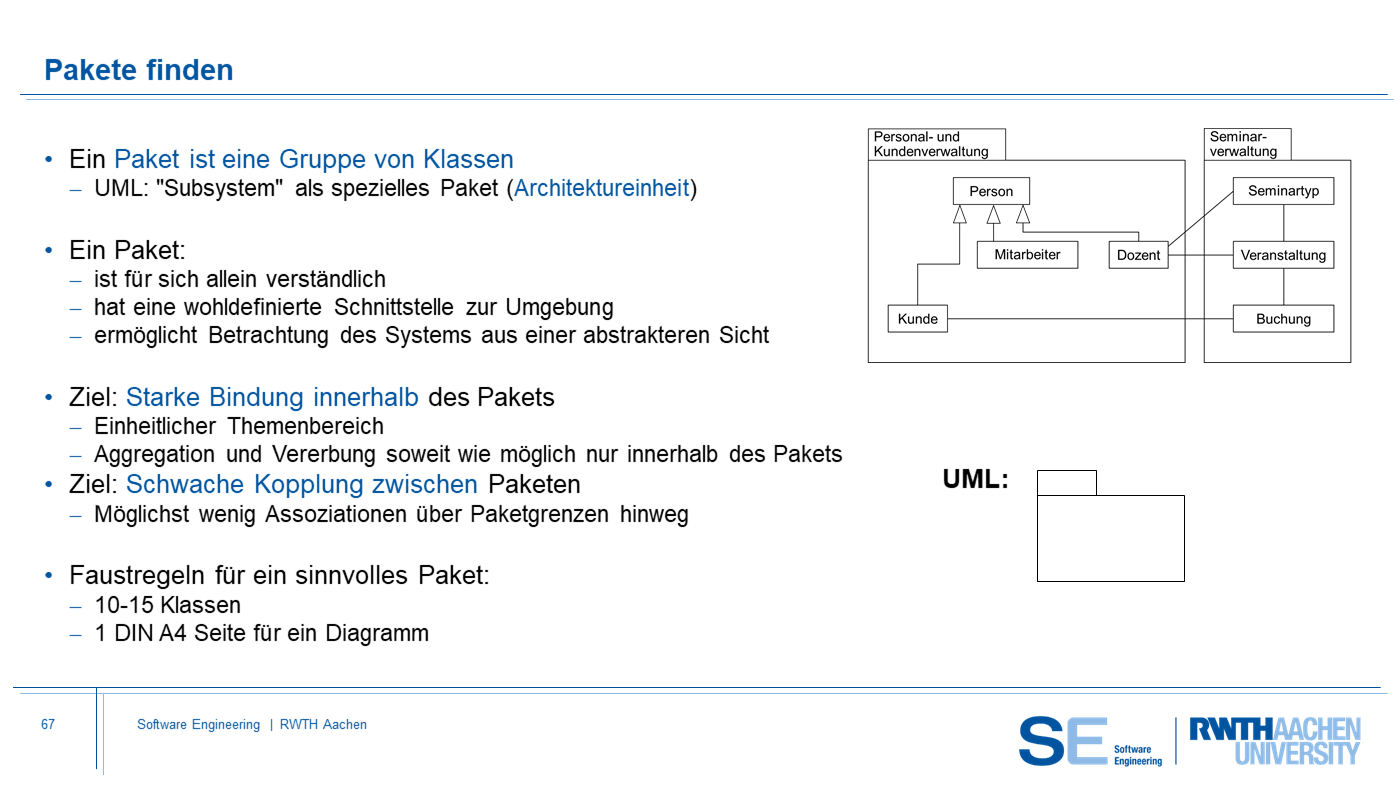 Pakete finden
• Ein Paket ist eine Gruppe von Klassen
– UML: "Subsystem" als spezielles Paket (Architektureinheit)
• Ein Paket:
– ist für sich allein verständlich
– hat eine wohldefinierte Schnittstelle zur Umgebung
– ermöglicht Betrachtung des Systems aus einer abstrakteren Sicht
• Ziel: Starke Bindung innerhalb des Pakets
– Einheitlicher Themenbereich
– Aggregation und Vererbung soweit wie möglich nur innerhalb des Pakets
• Ziel: Schwache Kopplung zwischen Paketen
– Möglichst wenig Assoziationen über Paketgrenzen hinweg
• Faustregeln für ein sinnvolles Paket:
– 10-15 Klassen
– 1 DIN A4 Seite für ein Diagramm
Personal- und
Kundenverwaltung
Person
Mitarbeiter
Dozent
Kunde
Seminar-
verwaltung
Seminartyp
Veranstaltung
Buchung
UML:
67
Software Engineering | RWTH Aachen
SE Software
Engineering
RWTHAACHEN
UNIVERSITY